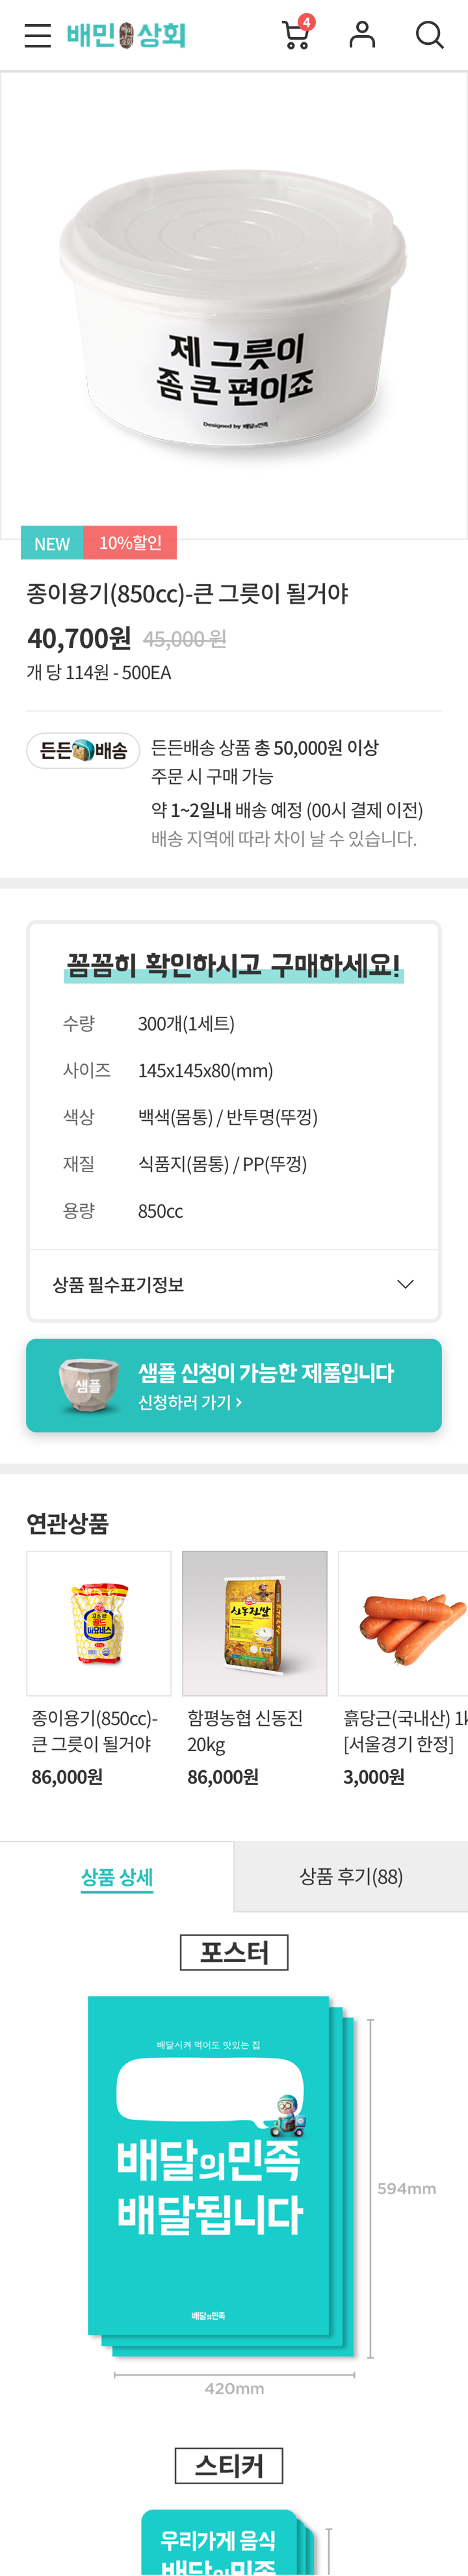 배민상회
4
제 그릇이
좀 큰 편이죠
Designed by 배달의민족
NEW 10%할인
종이용기(850cc)-큰 그릇이 될거야
40,700원 45,000 원
개 당 114원 - 500EA
든든배송
든든배송 상품 총 50,000원 이상
주문 시 구매 가능
약 1~2일내 배송 예정 (00시 결제 이전)
배송 지역에 따라 차이 날 수 있습니다.
꼼꼼히 확인하시고 구매하세요!
수량 300개(1세트)
사이즈 145x145x80(mm)
색상 백색(몸통) / 반투명(뚜껑)
재질 식품지(몸통) / PP(뚜껑)
용량 850cc
상품 필수표기정보
샘플
샘플 신청이 가능한 제품입니다
신청하러 가기 >
연관상품
골드
마요네스
신동진쌀
종이용기(850cc)-
큰 그릇이 될거야
86,000원
함평농협 신동진
20kg
86,000원
흙당근(국내산) 1k
[서울경기 한정]
3,000원
상품 상세 상품 후기(88)
포스터
배달시켜 먹어도 맛있는 집
배달의민족
배달됩니다
배달의민족
594mm
420mm
스티커
우리가게 음식
배달의민족